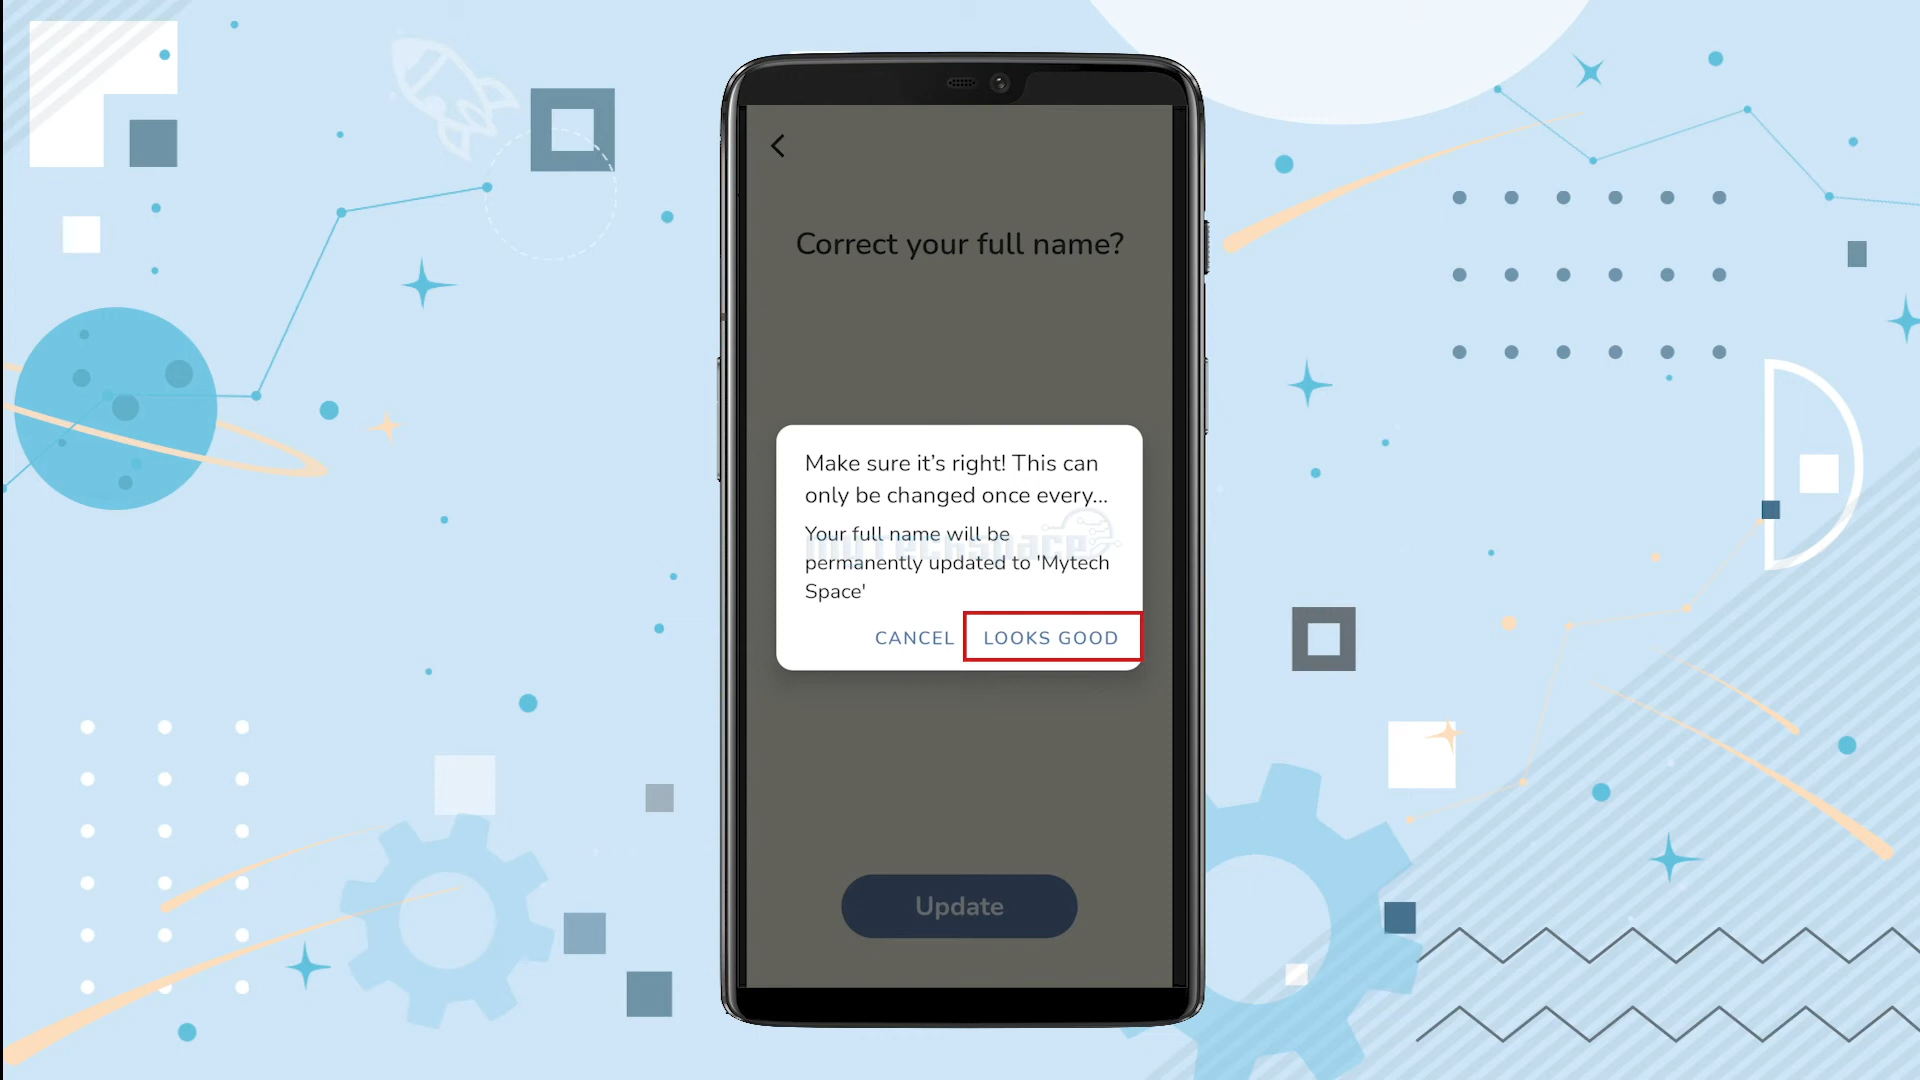 Correct your full name?
Make sure it’s right! This can
only be changed once every...
Your full name will be
mytechspace
permanently updated to 'Mytech
Space'
CANCEL LOOKS GOOD
Update